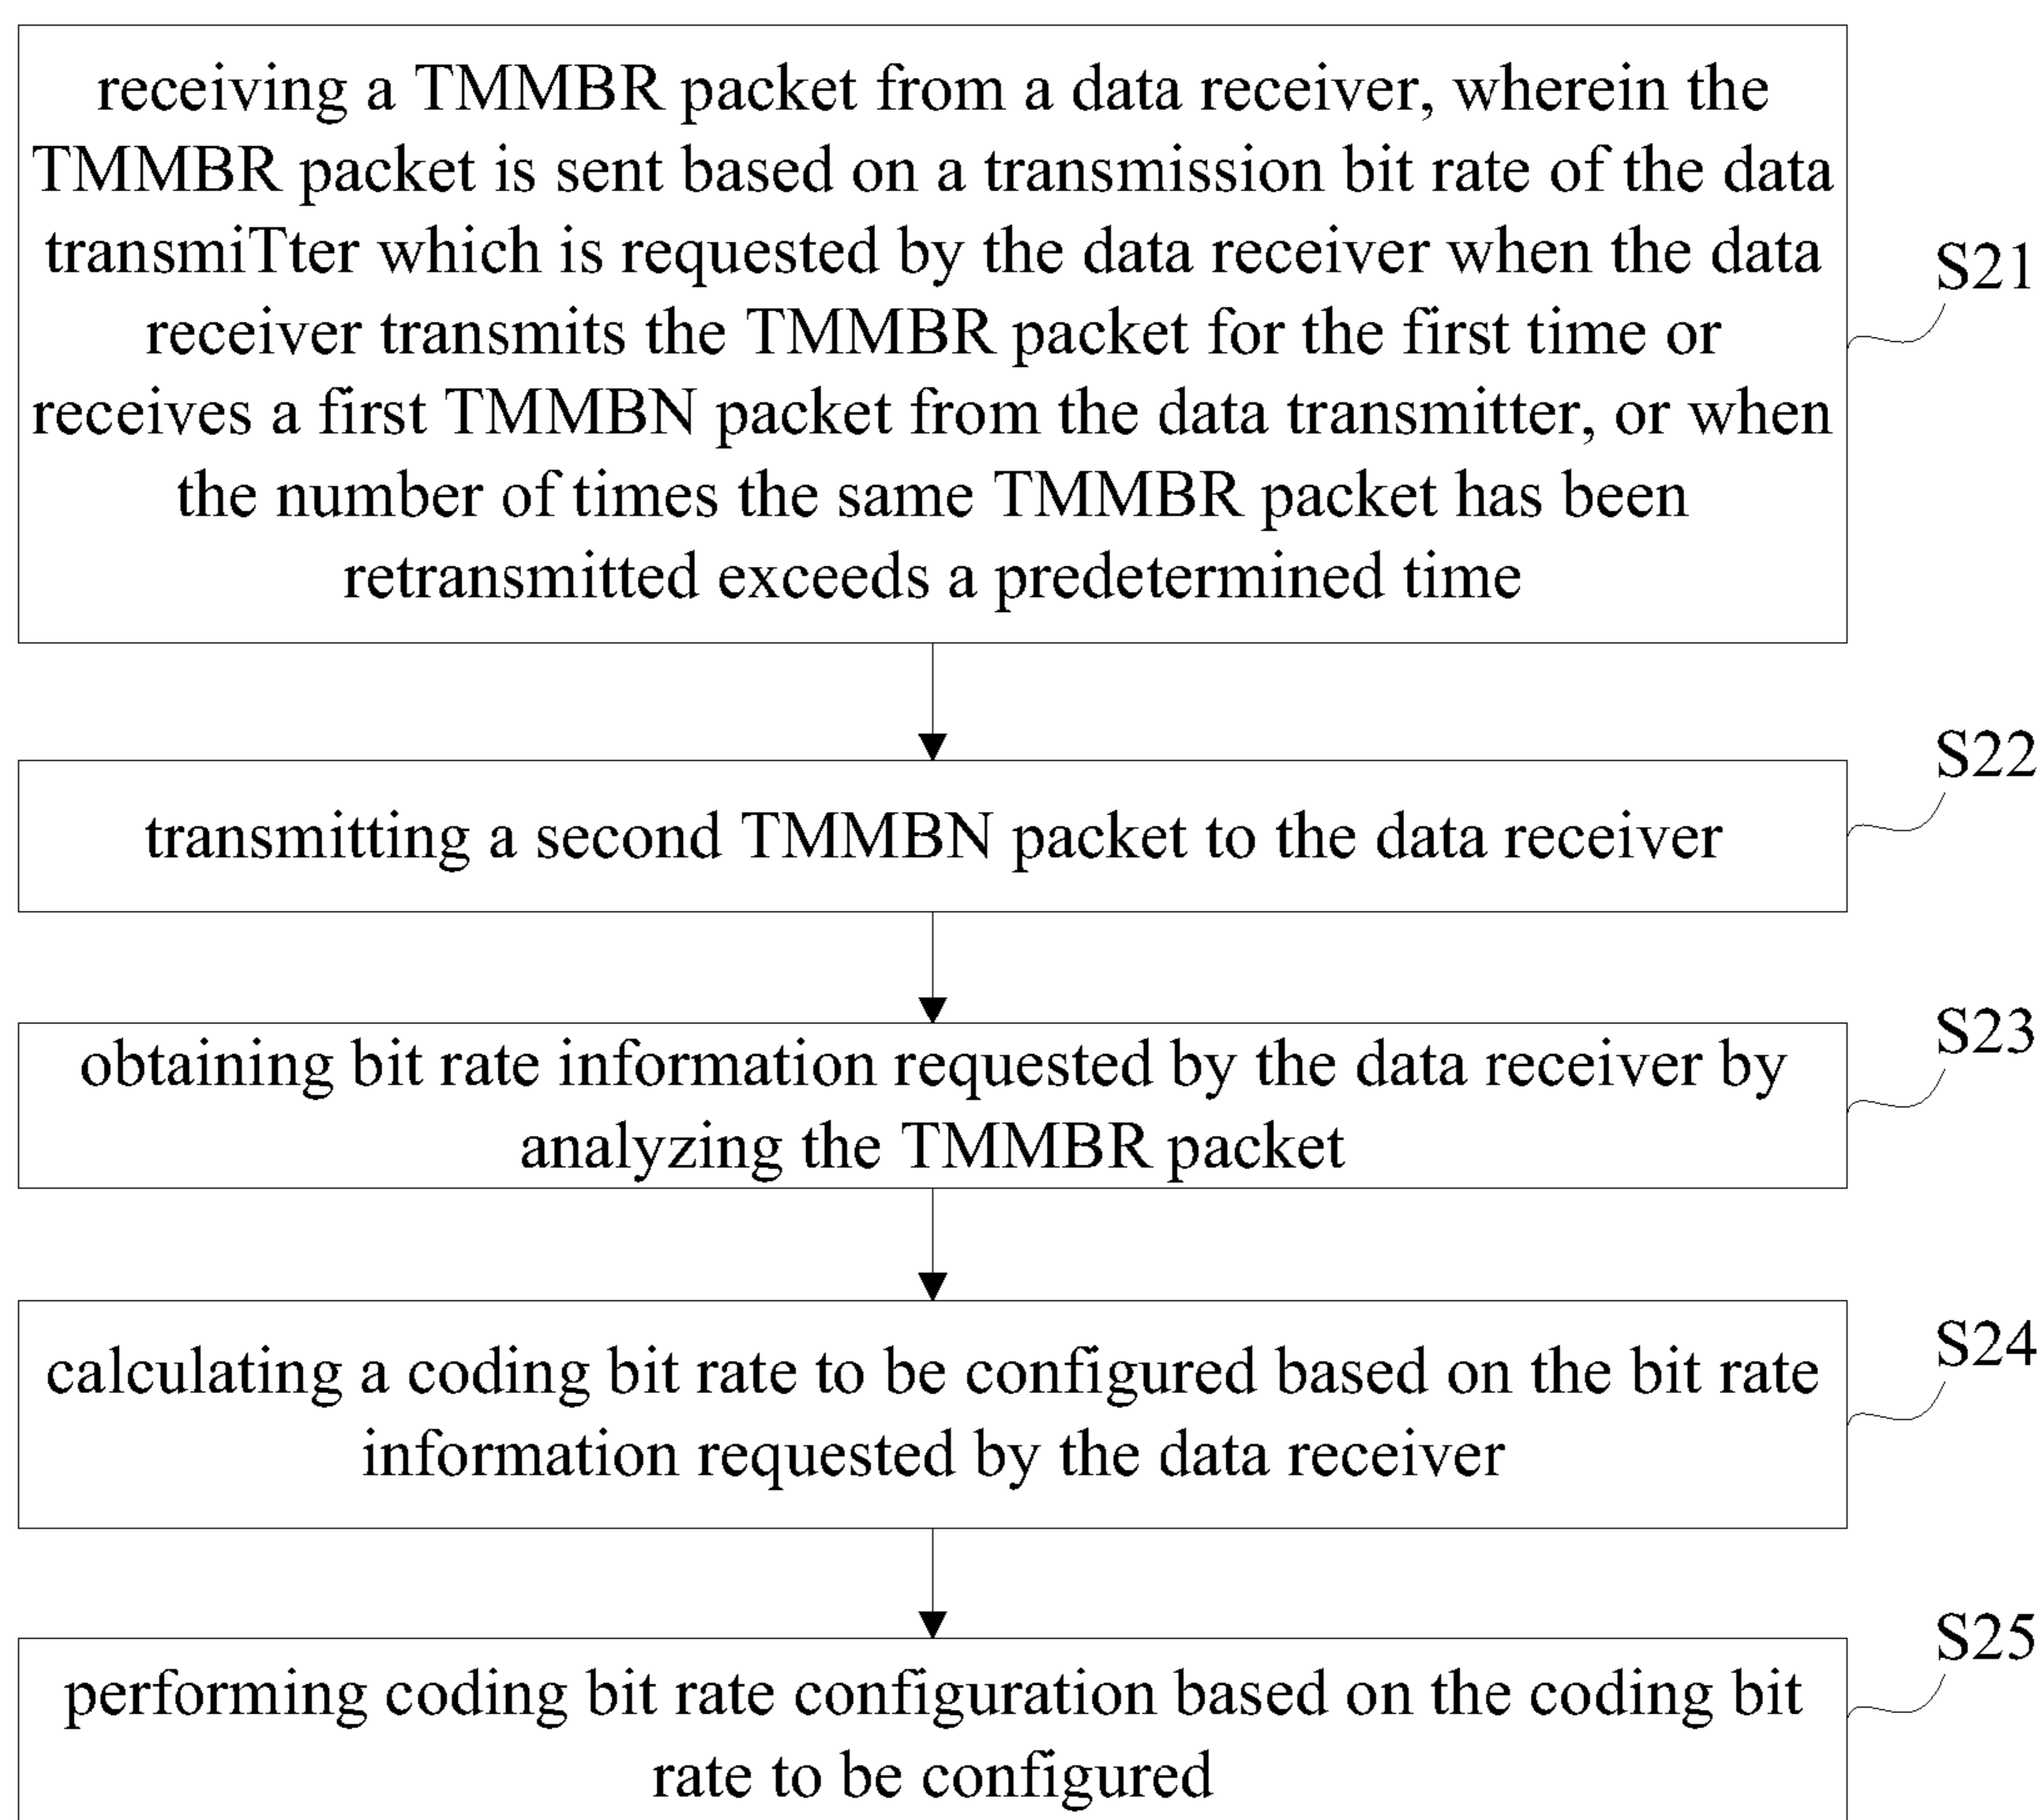 receiving a TMMBR packet from a data receiver, wherein the
TMMBR packet is sent based on a transmission bit rate of the data
transmiTter which is requested by the data receiver when the data
receiver transmits the TMMBR packet for the first time or
receives a first TMMBN packet from the data transmitter, or when
the number of times the same TMMBR packet has been
retransmitted exceeds a predetermined time
S21
transmitting a second TMMBN packet to the data receiver
S22
obtaining bit rate information requested by the data receiver by
analyzing the TMMBR packet
S23
calculating a coding bit rate to be configured based on the bit rate
information requested by the data receiver
S24
performing coding bit rate configuration based on the coding bit
rate to be configured
S25